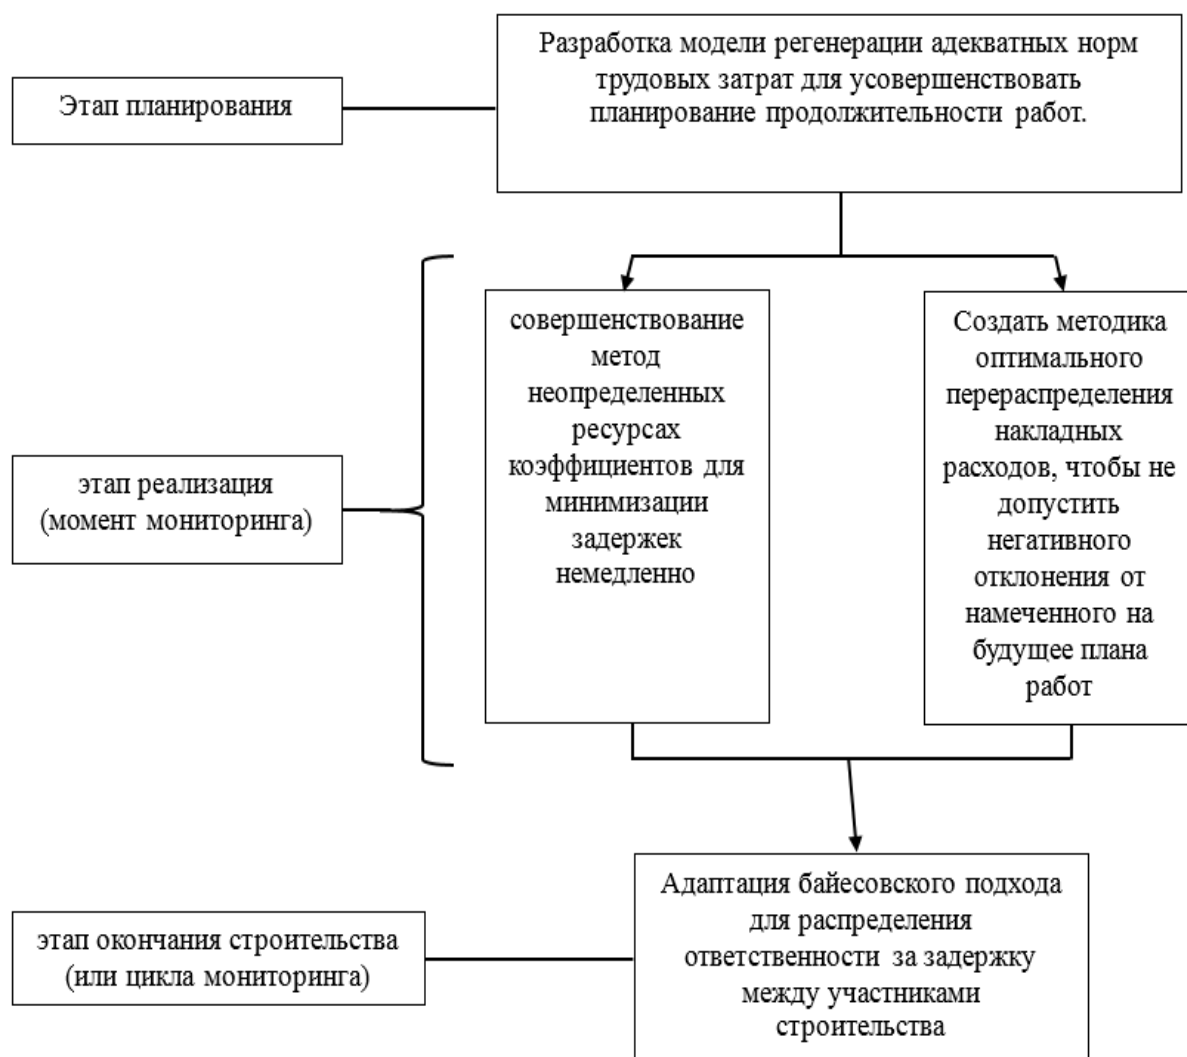 Разработка модели регенерации адекватных норм
трудовых затрат для усовершенствовать
планирование продолжительности работ.
Этап планирования
совершенствование
метод
неопределенных
ресурсах
коэффициентов для
минимизации
задержек
немедленно
Создать методика
оптимального
перераспределения
накладных
расходов, чтобы не
допустить
негативного
отклонения от
намеченного на
будущее плана
работ
этап реализация
(момент мониторинга)
Адаптация байесовского подхода
для распределения
ответственности за задержку
между участниками
строительства
этап окончания строительства
(или цикла мониторинга)